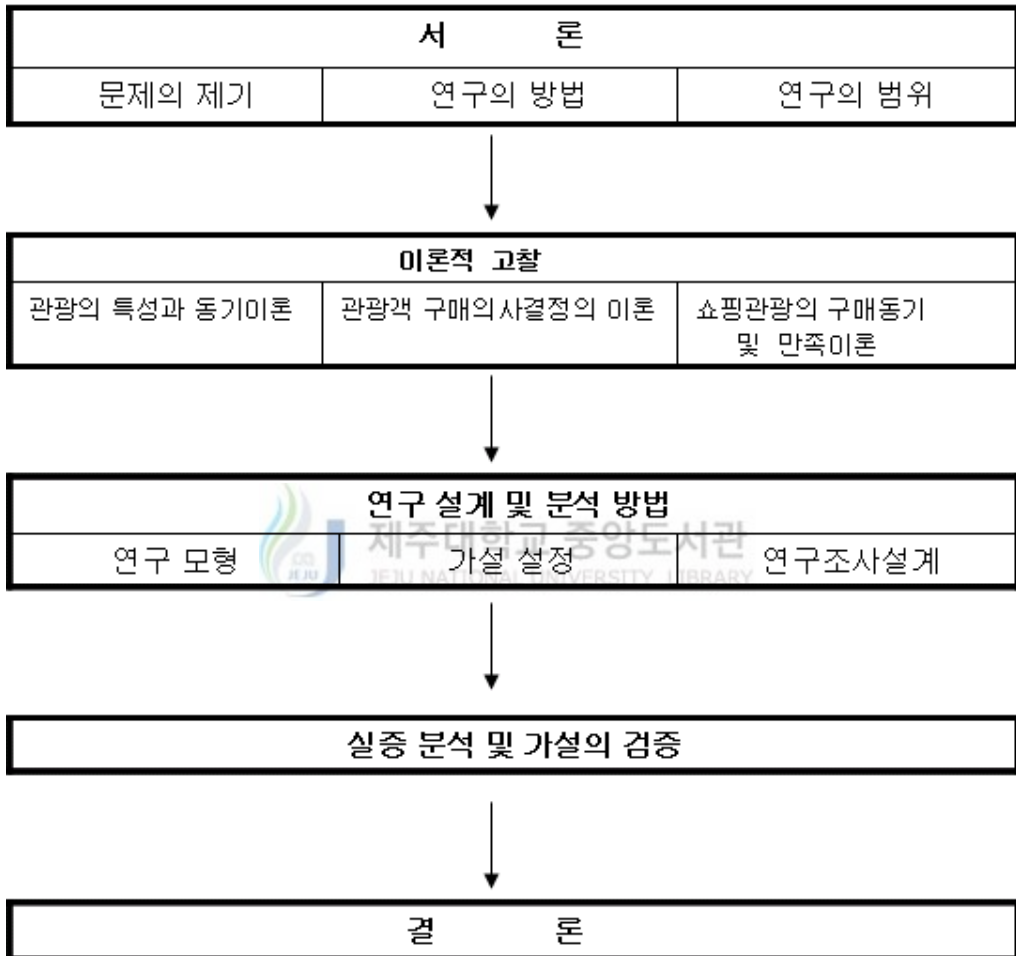 서 론
문제의 제기 연구의 방법 연구의 범위
이론적 고찰
관광의 특성과 동기이론 관광객 구매의사결정의 이론 쇼핑관광의 구매동기
및 만족이론
연구 설계 및 분석 방법
제주대학교 중앙도서관
JEJU NATIONAL UNIVERSITY LIBRARY
연구 모형 가설 설정 연구조사설계
실증 분석 및 가설의 검증
결 론